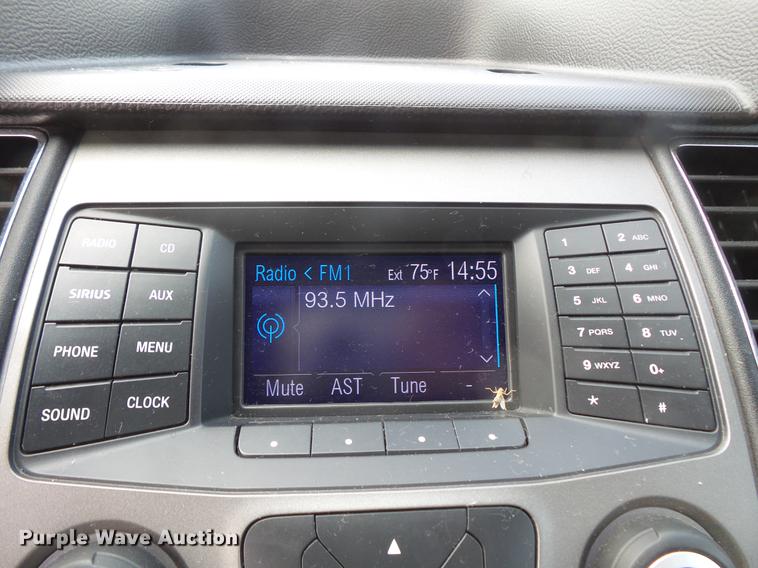 RADIO
CD
SIRIUS
AUX
PHONE
MENU
SOUND
CLOCK
Radio < FM1 Ext 75°F 14:55
93.5 MHz
Mute AST Tune -
1
2 ABC
3 DEF
4 GHI
5 JKL
6 MNO
7 PQRS
8 TUV
9 WXYZ
0+
*
#
Purple Wave Auction